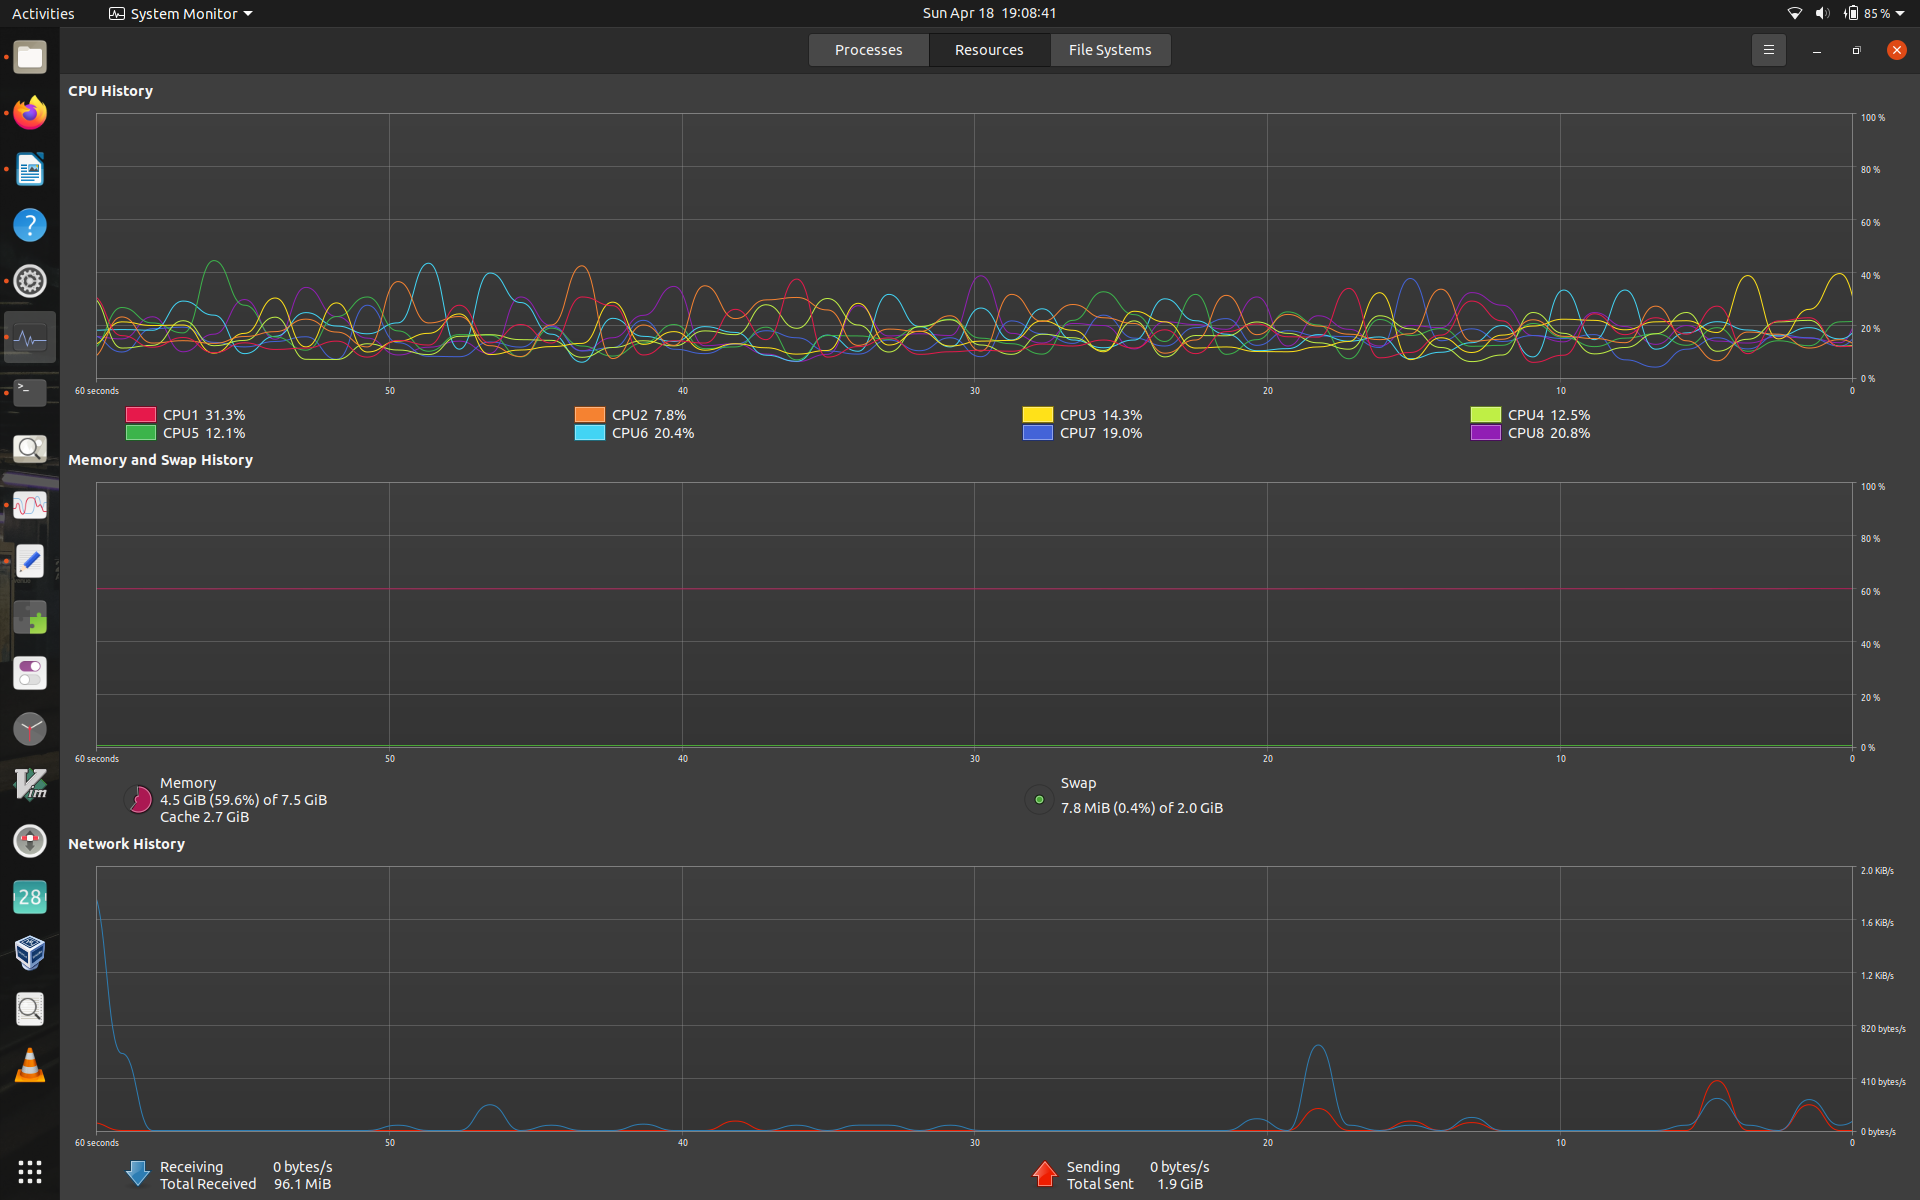 Activities System Monitor Sun Apr 18 19:08:41 85 %
Processes Resources File Systems
CPU History
100 %
80 %
60 %
40 %
20 %
0 %
60 seconds 50 40 30 20 10 0
CPU1 31.3% CPU2 7.8% CPU3 14.3% CPU4 12.5%
CPU5 12.1% CPU6 20.4% CPU7 19.0% CPU8 20.8%
Memory and Swap History
100 %
80 %
60 %
40 %
20 %
0 %
60 seconds 50 40 30 20 10 0
Memory
4.5 GiB (59.6%) of 7.5 GiB
Cache 2.7 GiB
Swap
7.8 MiB (0.4%) of 2.0 GiB
Network History
2.0 KiB/s
1.6 KiB/s
1.2 KiB/s
820 bytes/s
410 bytes/s
0 bytes/s
60 seconds 50 40 30 20 10 0
Receiving 0 bytes/s
Total Received 96.1 MiB
Sending 0 bytes/s
Total Sent 1.9 GiB
?
>_
Vim
28